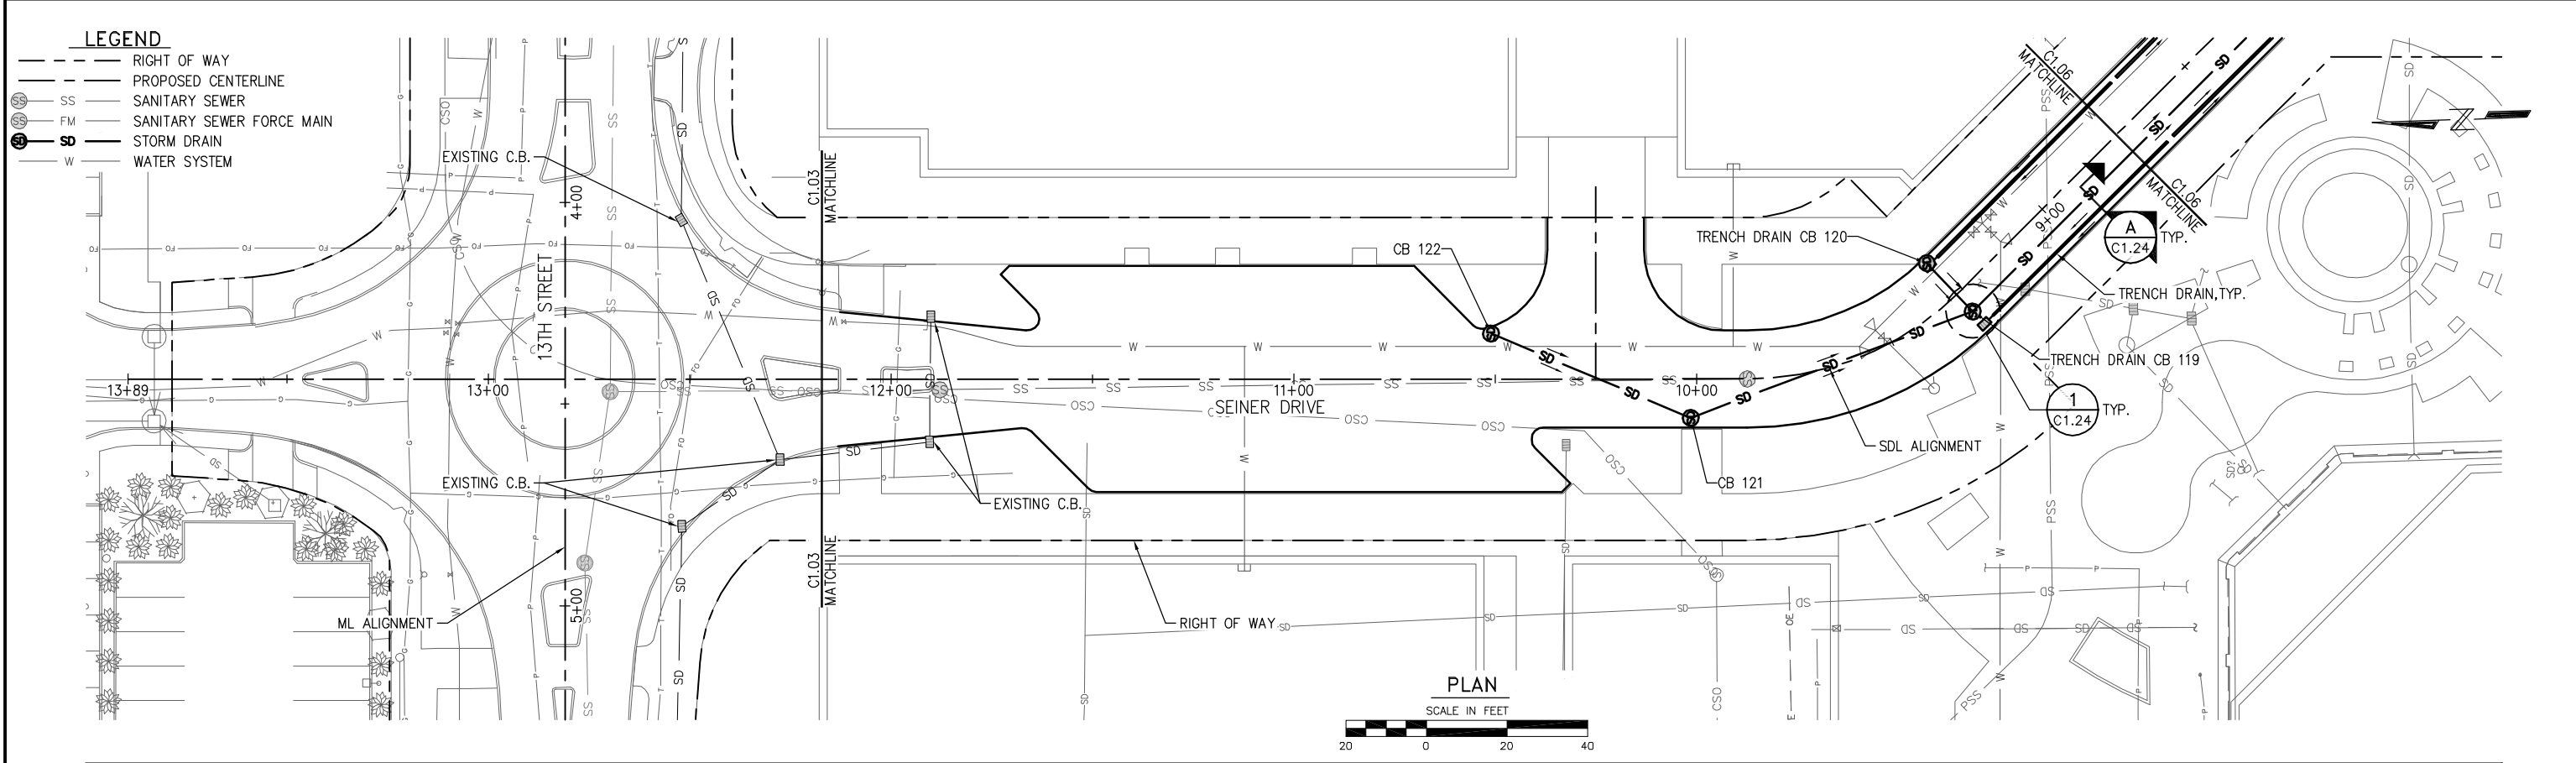 LEGEND
RIGHT OF WAY
PROPOSED CENTERLINE
SS SS SANITARY SEWER
SS FM SANITARY SEWER FORCE MAIN
SD SD STORM DRAIN
W WATER SYSTEM
EXISTING C.B.
4+00
13TH STREET
C1.03
MATCHLINE
CB 122
TRENCH DRAIN CB 120
C1.06
MATCHLINE
C1.06
MATCHLINE
9+00
A
C1.24
TYP.
TRENCH DRAIN,TYP.
TRENCH DRAIN CB 119
1
C1.24
TYP.
13+89
13+00
12+00
11+00
10+00
SEINER DRIVE
SDL ALIGNMENT
CB 121
EXISTING C.B.
EXISTING C.B.
C1.03
MATCHLINE
5+00
ML ALIGNMENT
RIGHT OF WAY
PLAN
SCALE IN FEET
20 0 20 40